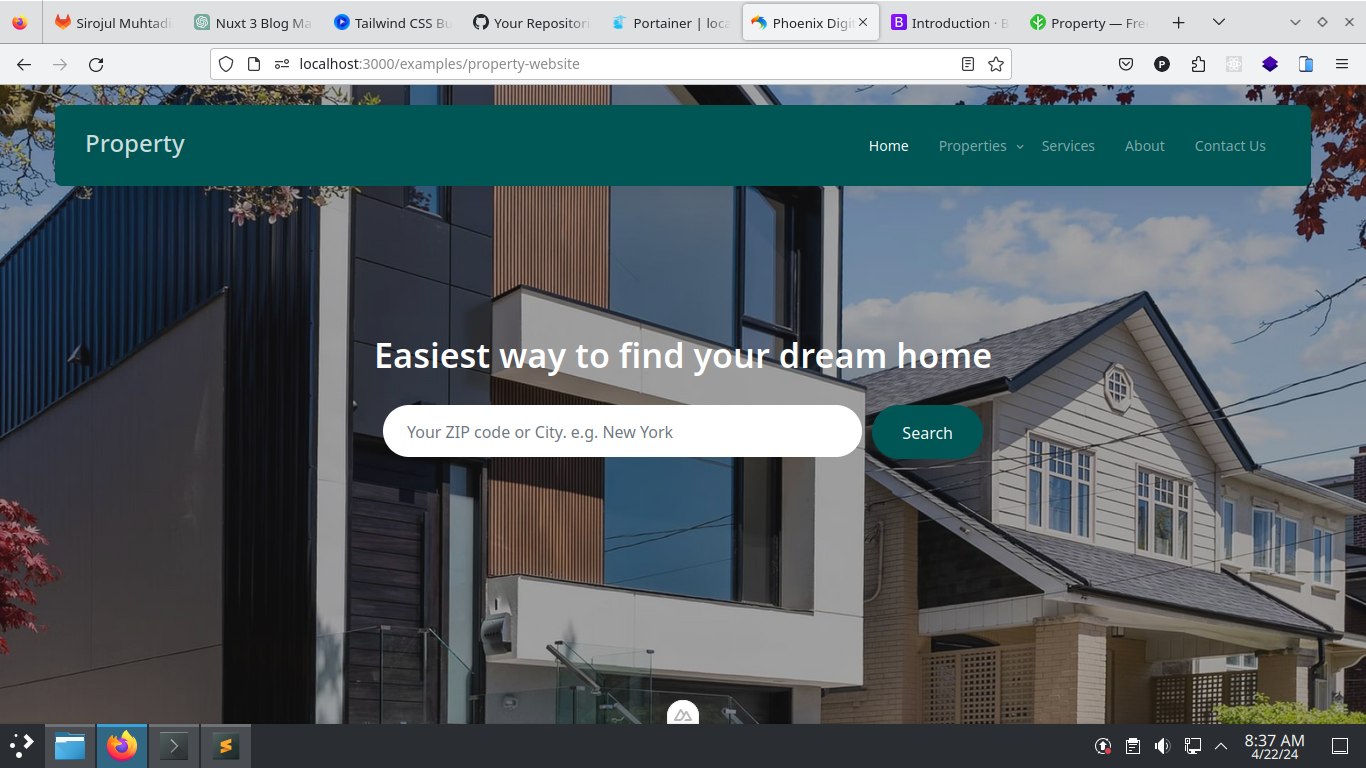 Sirojul Muhtadi
Nuxt 3 Blog Ma
Tailwind CSS Bu
Your Repositori
Portainer | loca
Phoenix Digit
Introduction · B
Property — Fre
localhost:3000/examples/property-website
Property
Home
Properties
Services
About
Contact Us
Easiest way to find your dream home
Your ZIP code or City. e.g. New York
Search
8:37 AM
4/22/24